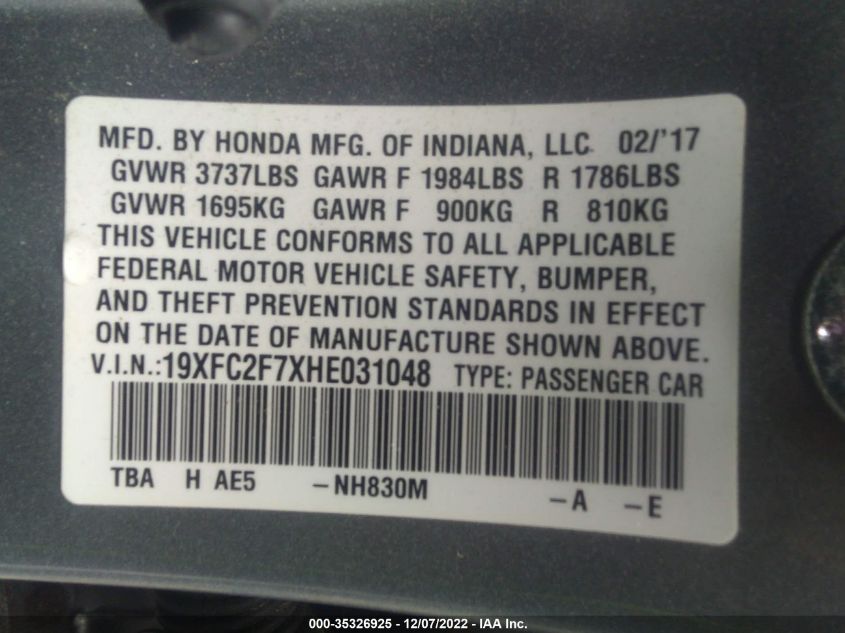 MFD. BY HONDA MFG. OF INDIANA, LLC 02/'17
GVWR 3737LBS GAWR F 1984LBS R 1786LBS
GVWR 1695KG GAWR F 900KG R 810KG
THIS VEHICLE CONFORMS TO ALL APPLICABLE
FEDERAL MOTOR VEHICLE SAFETY, BUMPER,
AND THEFT PREVENTION STANDARDS IN EFFECT
ON THE DATE OF MANUFACTURE SHOWN ABOVE.
V.I.N.:19XFC2F7XHE031048 TYPE: PASSENGER CAR
TBA H AE5 -NH830M -A -E
000-35326925 - 12/07/2022 - IAA Inc.